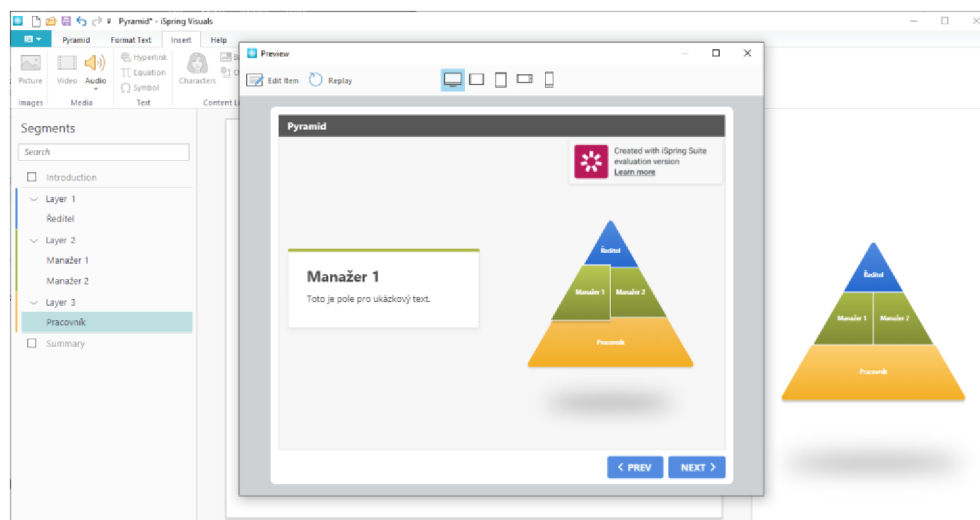 Pyramid* - iSpring Visuals
Pyramid Format Text Insert Help
Picture Video Audio
Hyperlink
Equation
Symbol
Characters
Images Media Text
Segments
Search
Introduction
Layer 1
Ředitel
Layer 2
Manažer 1
Manažer 2
Layer 3
Pracovník
Summary
Preview
Edit Item Replay
Pyramid
Created with iSpring Suite
evaluation version
Learn more
Manažer 1
Toto je pole pro ukázkový text.
Ředitel
Manažer 1 Manažer 2
Pracovník
PREV NEXT
Ředitel
Manažer 1 Manažer 2
Pracovník